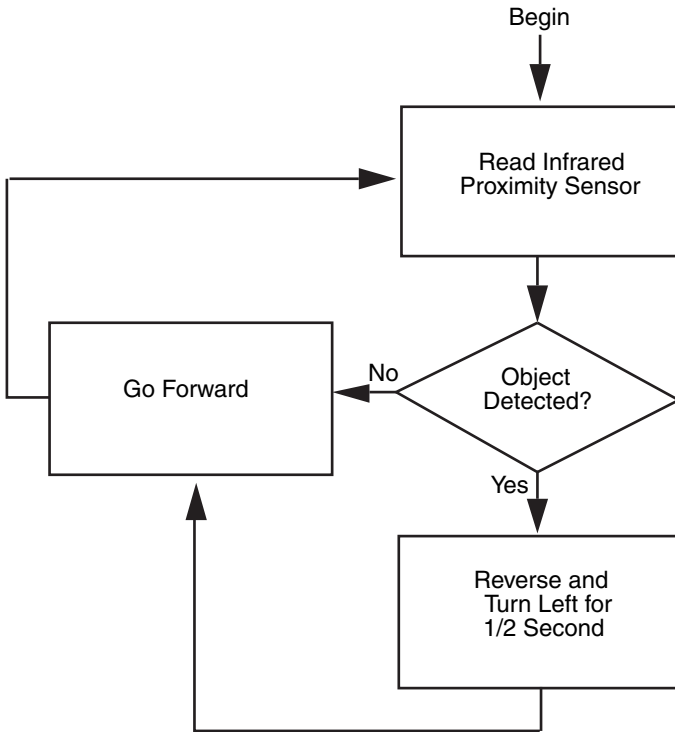 Begin
Read Infrared
Proximity Sensor
Object
Detected?
No
Go Forward
Yes
Reverse and
Turn Left for
1/2 Second